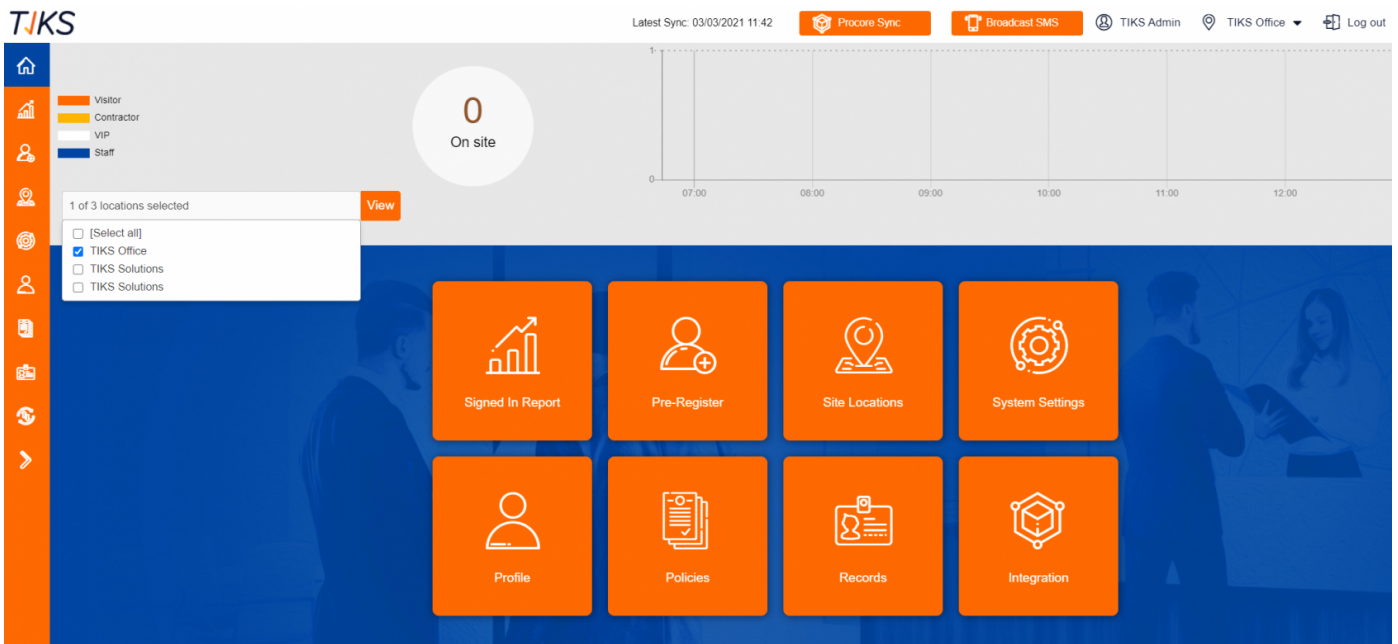 TIKS
Latest Sync: 03/03/2021 11:42
Procore Sync
Broadcast SMS
TIKS Admin
TIKS Office
Log out
Visitor
Contractor
VIP
Staff
0
On site
1
0
07:00
08:00
09:00
10:00
11:00
12:00
1 of 3 locations selected
View
[Select all]
TIKS Office
TIKS Solutions
TIKS Solutions
Signed In Report
Pre-Register
Site Locations
System Settings
Profile
Policies
Records
Integration